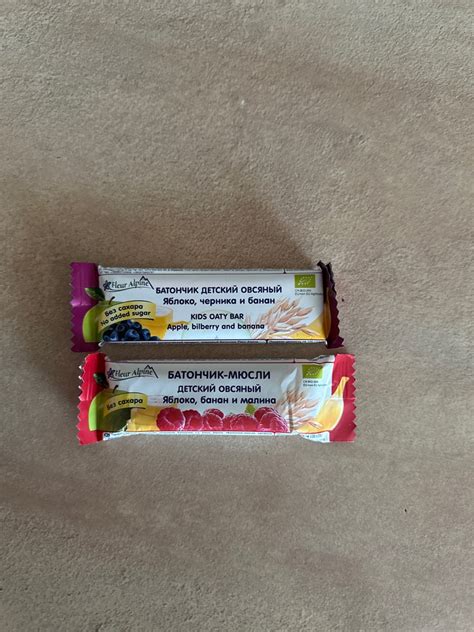 Fleur Alpine
БАТОНЧИК ДЕТСКИЙ ОВСЯНЫЙ
Яблоко, черника и банан
Без сахара
No added sugar
KIDS OATY BAR
Apple, bilberry and banana
Fleur Alpine
БАТОНЧИК-МЮСЛИ
ДЕТСКИЙ ОВСЯНЫЙ
Без сахара
Яблоко, банан и малина